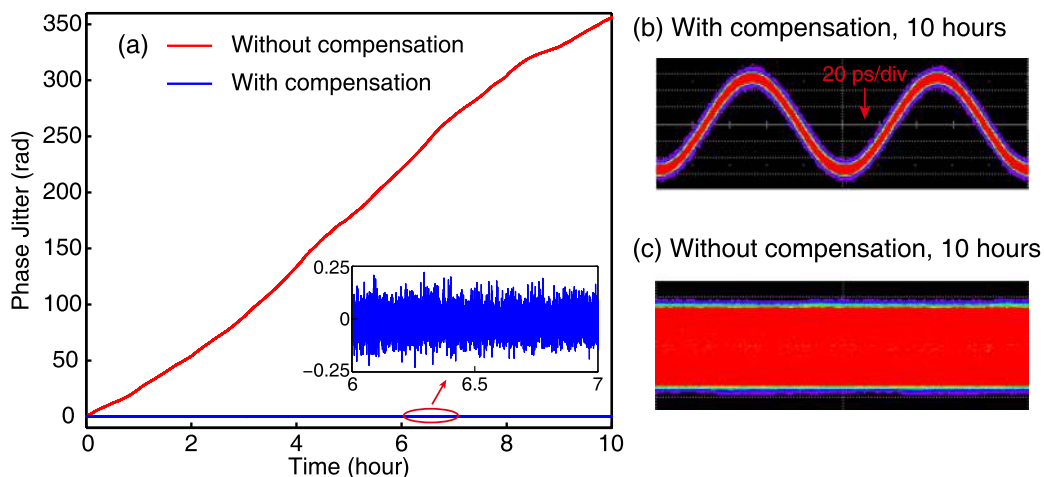 (a)
Without compensation
With compensation
Phase Jitter (rad)
350
300
250
200
150
100
50
0
0 2 4 6 8 10
Time (hour)
0.25
0
−0.25
6 6.5 7
(b) With compensation, 10 hours
20 ps/div
(c) Without compensation, 10 hours